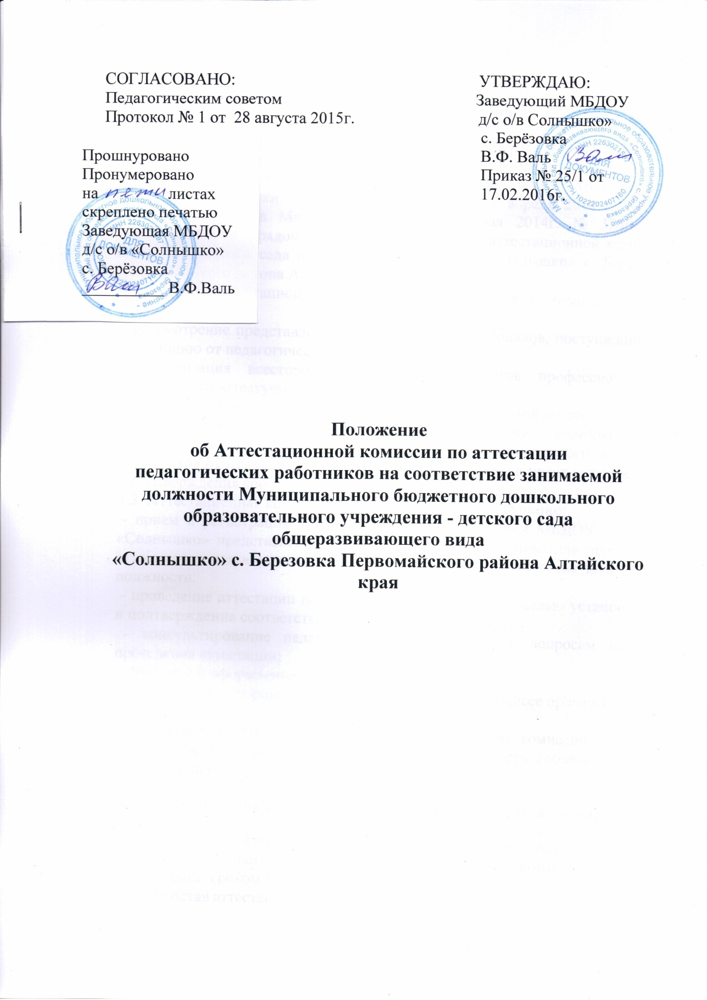 СОГЛАСОВАНО:
Педагогическим советом
Протокол № 1 от 28 августа 2015г.
УТВЕРЖДАЮ:
Заведующий МБДОУ
д/с о/в Солнышко»
с. Берёзовка
В.Ф. Валь
Приказ № 25/1 от
17.02.2016г.
Прошнуровано
Пронумеровано
на пяти листах
скреплено печатью
Заведующая МБДОУ
д/с о/в «Солнышко»
с. Берёзовка
____________ В.Ф.Валь
ДЛЯ
ДОКУМЕНТОВ
ДЛЯ
ДОКУМЕНТОВ
Положение
об Аттестационной комиссии по аттестации
педагогических работников на соответствие занимаемой
должности Муниципального бюджетного дошкольного
образовательного учреждения - детского сада
общеразвивающего вида
«Солнышко» с. Березовка Первомайского района Алтайского
края